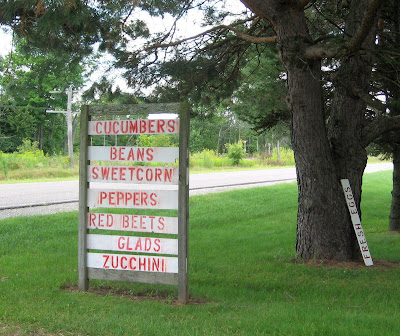 CUCUMBERS
BEANS
SWEETCORN
PEPPERS
RED BEETS
GLADS
ZUCCHINI
FRESH EGGS